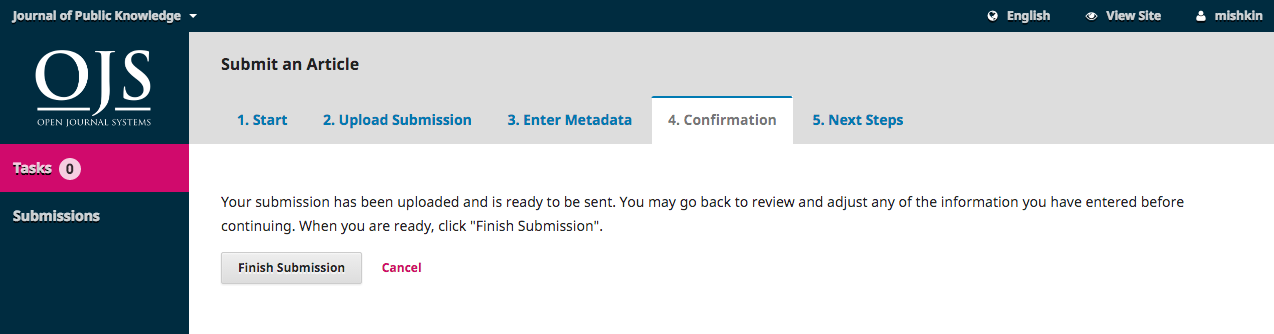 Journal of Public Knowledge
English
View Site
mishkin
OJS
OPEN JOURNAL SYSTEMS
Submit an Article
1. Start
2. Upload Submission
3. Enter Metadata
4. Confirmation
5. Next Steps
Tasks 0
Submissions
Your submission has been uploaded and is ready to be sent. You may go back to review and adjust any of the information you have entered before
continuing. When you are ready, click "Finish Submission".
Finish Submission
Cancel